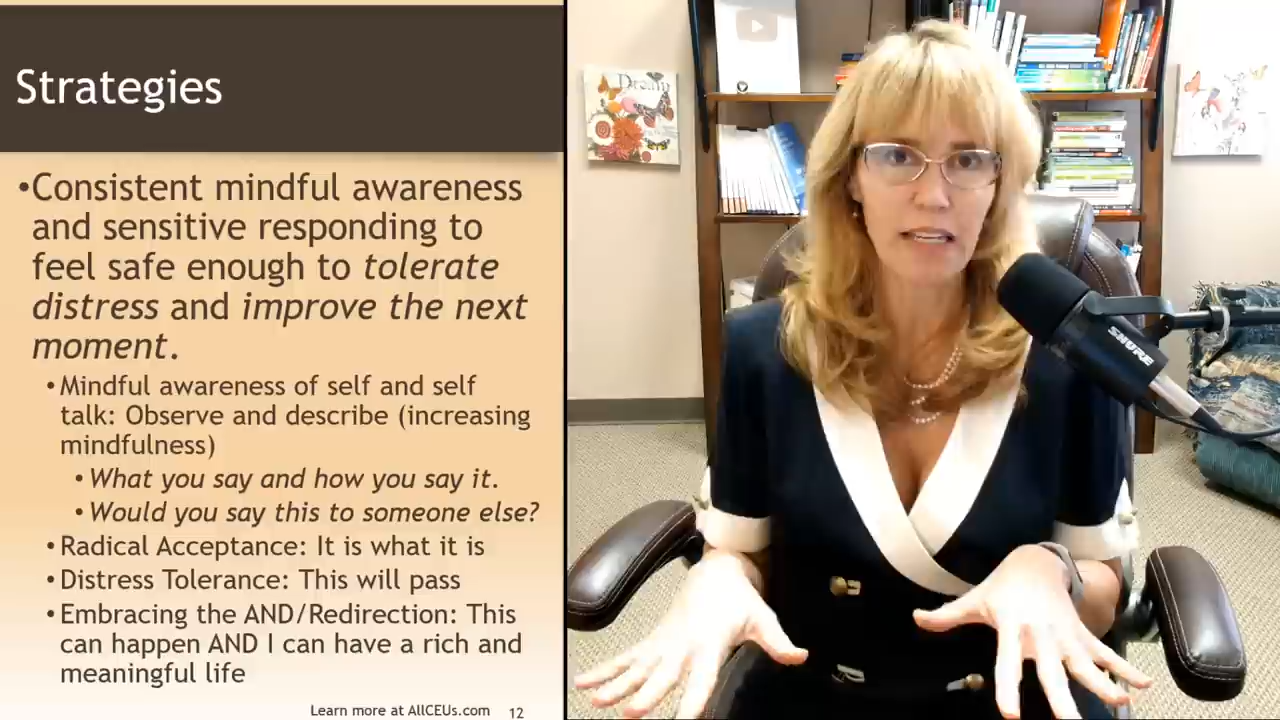 Strategies
•Consistent mindful awareness
and sensitive responding to
feel safe enough to tolerate
distress and improve the next
moment.
•Mindful awareness of self and self
talk: Observe and describe (increasing
mindfulness)
•What you say and how you say it.
•Would you say this to someone else?
•Radical Acceptance: It is what it is
•Distress Tolerance: This will pass
•Embracing the AND/Redirection: This
can happen AND I can have a rich and
meaningful life
Learn more at AllCEUs.com 12
Dream
SHURE